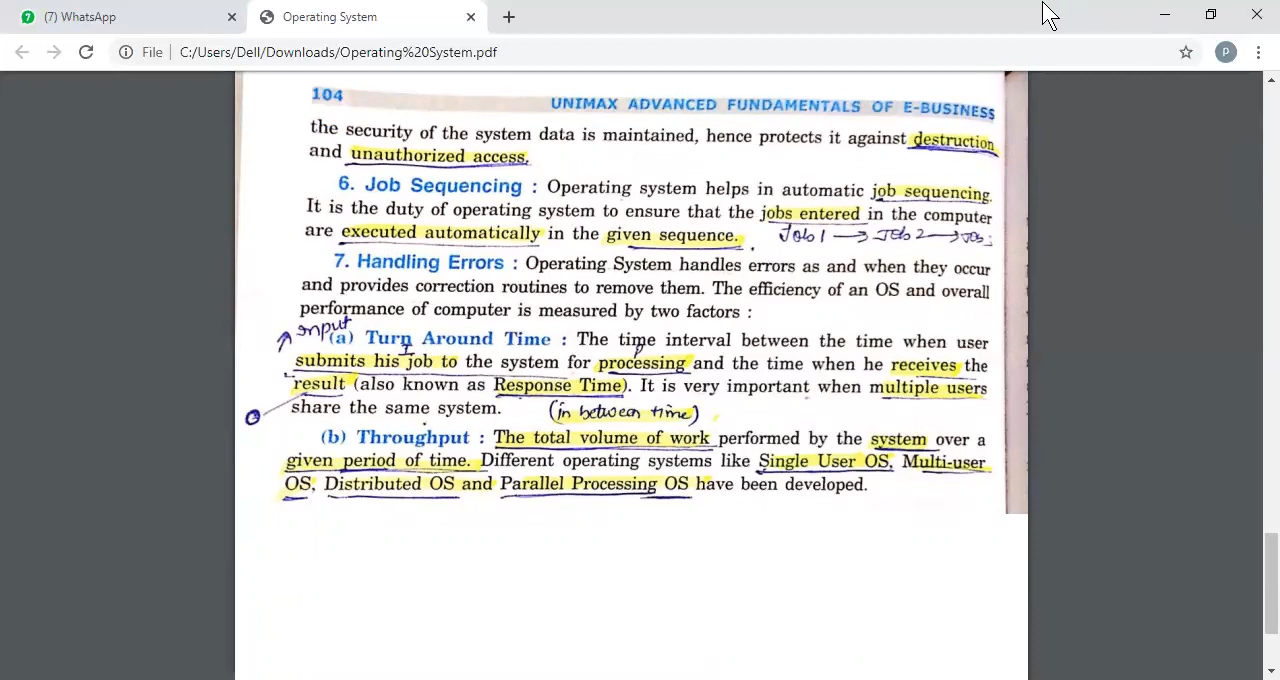 (7) WhatsApp
Operating System
File C:/Users/Dell/Downloads/Operating%20System.pdf
P
104 UNIMAX ADVANCED FUNDAMENTALS OF E-BUSINESS
the security of the system data is maintained, hence protects it against destruction
and unauthorized access.
6. Job Sequencing : Operating system helps in automatic job sequencing.
It is the duty of operating system to ensure that the jobs entered in the computer
are executed automatically in the given sequence. Job 1 → Job 2 → Job
7. Handling Errors : Operating System handles errors as and when they occur
and provides correction routines to remove them. The efficiency of an OS and overall
performance of computer is measured by two factors :
input
(a) Turn Around Time : The time interval between the time when user
I P
submits his job to the system for processing and the time when he receives the
result (also known as Response Time). It is very important when multiple users
share the same system. (in between time)
O
(b) Throughput : The total volume of work performed by the system over a
given period of time. Different operating systems like Single User OS, Multi-user
OS, Distributed OS and Parallel Processing OS have been developed.